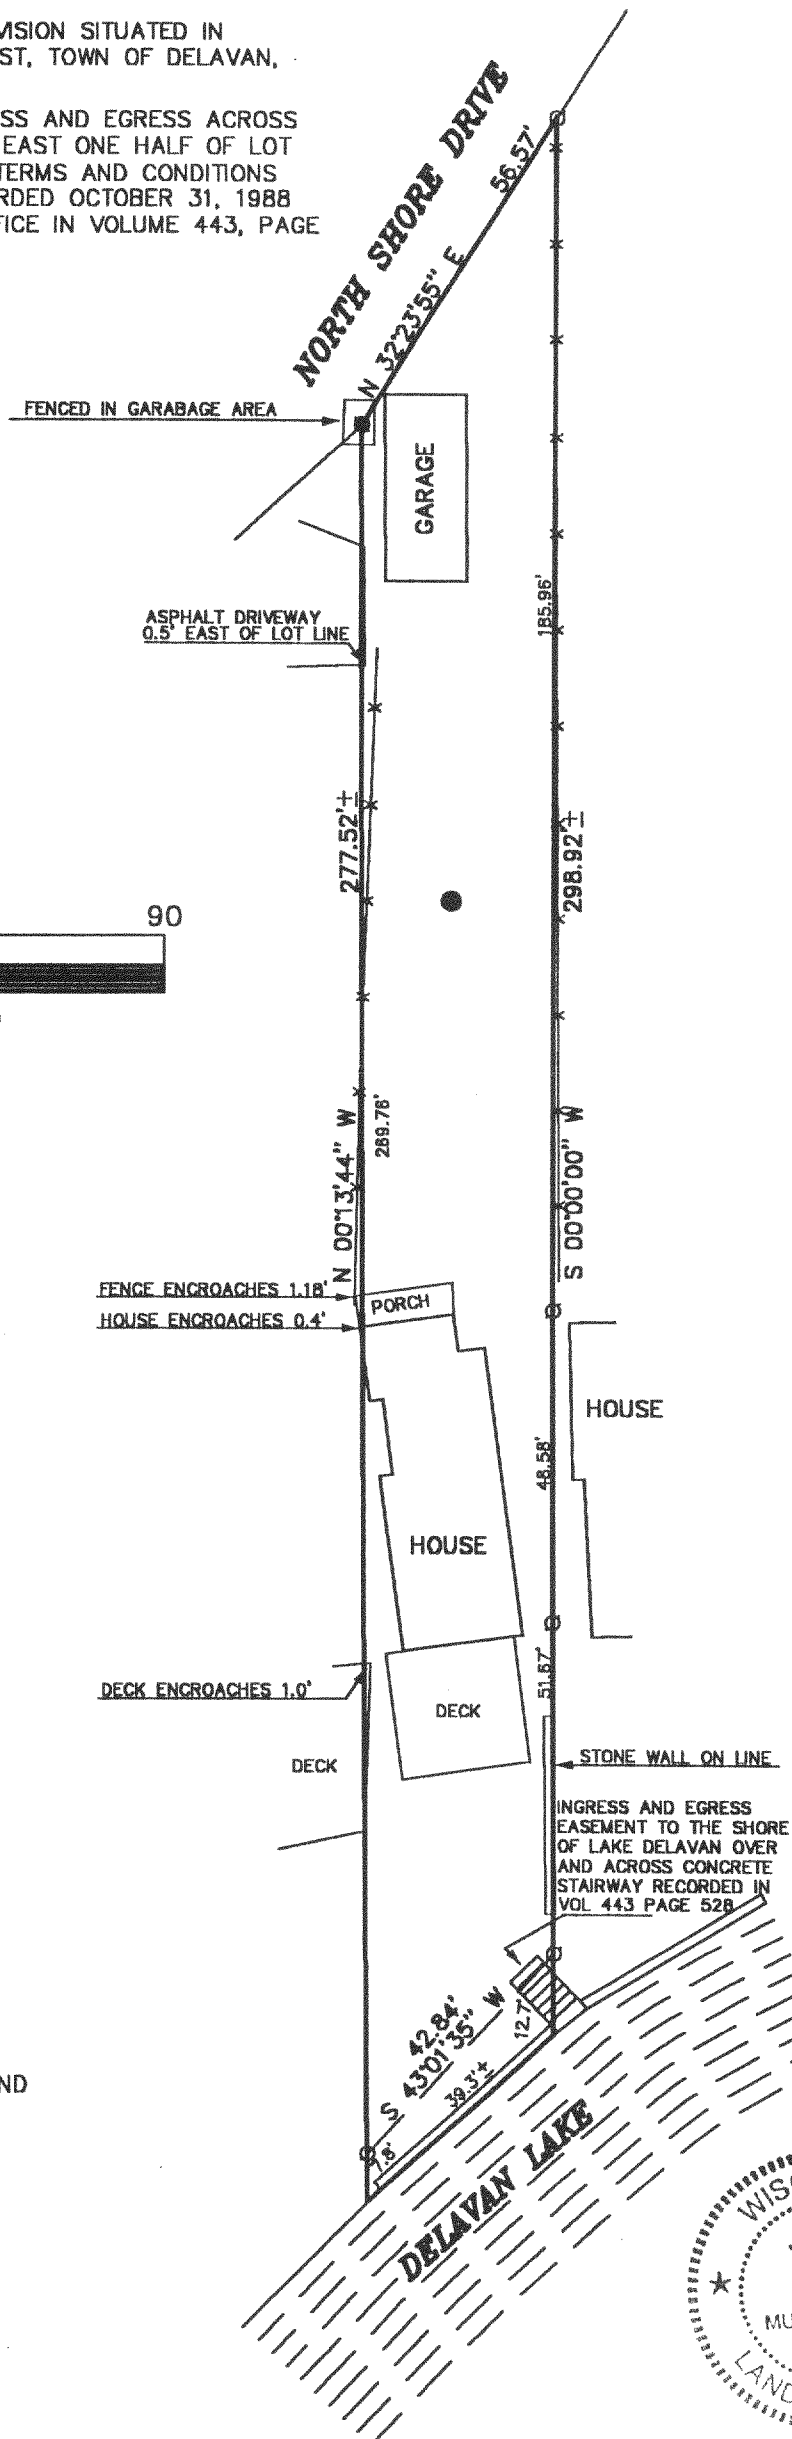 VISION SITUATED IN
ST, TOWN OF DELAVAN,
SS AND EGRESS ACROSS
EAST ONE HALF OF LOT
TERMS AND CONDITIONS
RDED OCTOBER 31, 1988
FICE IN VOLUME 443, PAGE
NORTH SHORE DRIVE
56.57'
N 32°23'55" E
FENCED IN GARABAGE AREA
GARAGE
ASPHALT DRIVEWAY
0.5' EAST OF LOT LINE
185.96'
277.52'±
298.92'±
90
N 00°13'44" W
269.76'
S 00°00'00" W
FENCE ENCROACHES 1.18'
PORCH
HOUSE ENCROACHES 0.4'
HOUSE
48.58'
HOUSE
51.67'
DECK ENCROACHES 1.0'
DECK
DECK
STONE WALL ON LINE
INGRESS AND EGRESS
EASEMENT TO THE SHORE
OF LAKE DELAVAN OVER
AND ACROSS CONCRETE
STAIRWAY RECORDED IN
VOL 443 PAGE 528
42.84'
S 43°01'35" W
12.7'
39.3'±
7.8'
ND
DELAVAN LAKE
WISC
MU
LAND